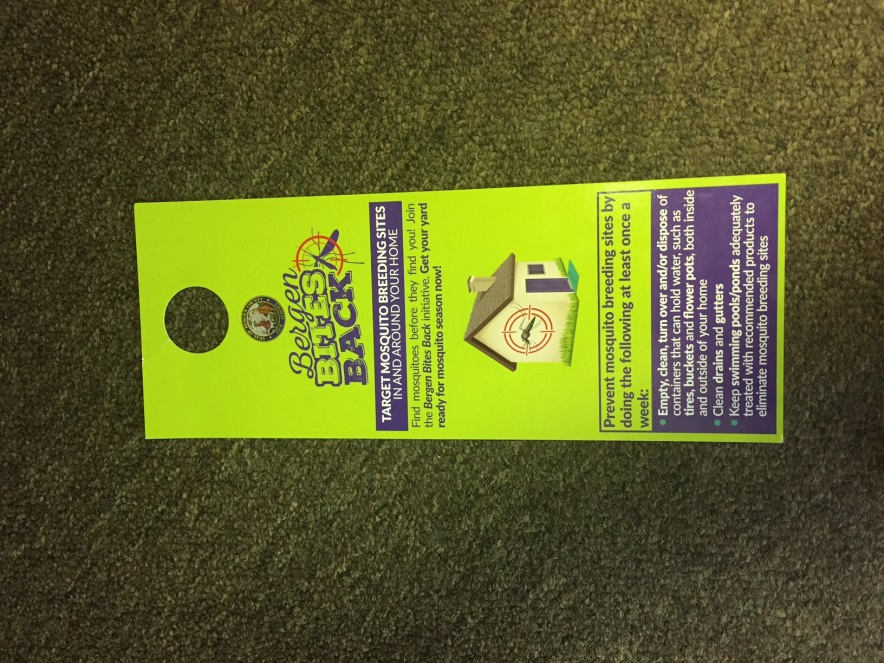 Bergen
BITES
BACK
TARGET MOSQUITO BREEDING SITES
IN AND AROUND YOUR HOME
Find mosquitoes before they find you! Join
the Bergen Bites Back initiative. Get your yard
ready for mosquito season now!
Prevent mosquito breeding sites by
doing the following at least once a
week:
• Empty, clean, turn over and/or dispose of
containers that can hold water, such as
tires, buckets and flower pots, both inside
and outside of your home
• Clean drains and gutters
• Keep swimming pools/ponds adequately
treated with recommended products to
eliminate mosquito breeding sites